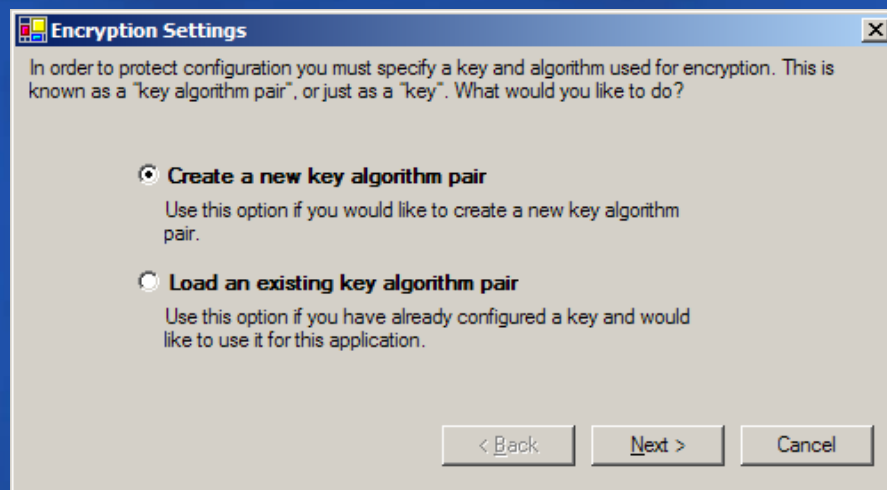 Encryption Settings
In order to protect configuration you must specify a key and algorithm used for encryption. This is
known as a "key algorithm pair", or just as a "key". What would you like to do?
Create a new key algorithm pair
Use this option if you would like to create a new key algorithm
pair.
Load an existing key algorithm pair
Use this option if you have already configured a key and would
like to use it for this application.
< Back
Next >
Cancel